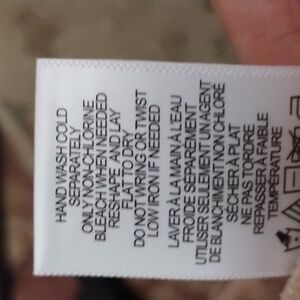 HAND WASH COLD
SEPARATELY
ONLY NON-CHLORINE
BLEACH WHEN NEEDED
RESHAPE AND LAY
FLAT TO DRY
DO NOT WRING OR TWIST
LOW IRON IF NEEDED
LAVER À LA MAIN A L'EAU
FROIDE SÉPARÉMENT
UTILISER SEULEMENT UN AGENT
DE BLANCHIMENT NON CHLORÉ
SÉCHER À PLAT
NE PAS TORDRE
REPASSER À FAIBLE
TEMPÉRATURE